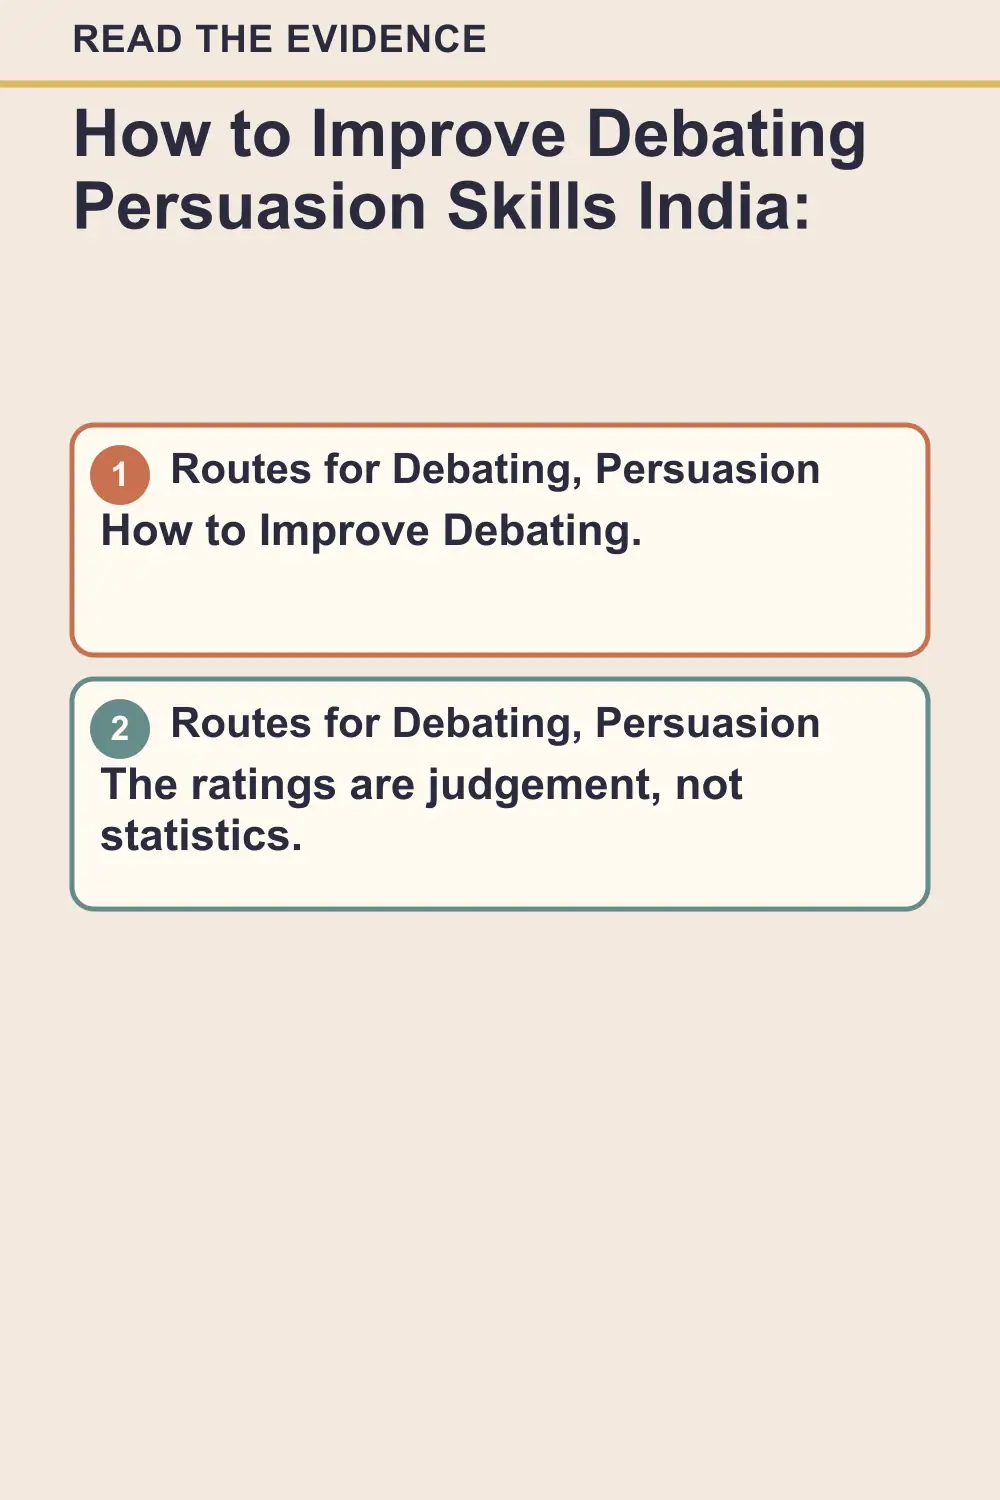 READ THE EVIDENCE
How to Improve Debating
Persuasion Skills India:
1 Routes for Debating, Persuasion
How to Improve Debating.
2 Routes for Debating, Persuasion
The ratings are judgement, not
statistics.